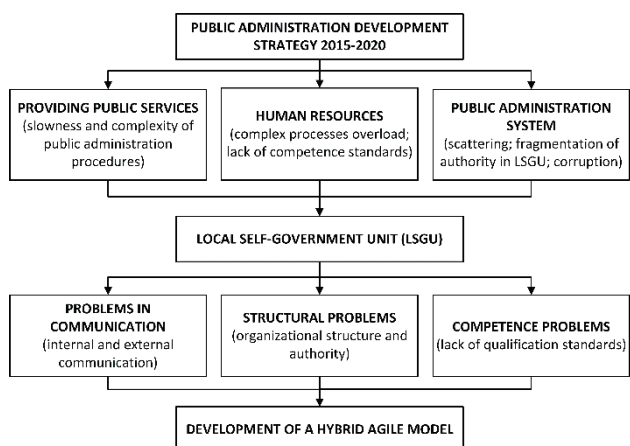 PUBLIC ADMINISTRATION DEVELOPMENT
STRATEGY 2015-2020
PROVIDING PUBLIC SERVICES
(slowness and complexity of
public administration
procedures)
HUMAN RESOURCES
(complex processes overload;
lack of competence standards)
PUBLIC ADMINISTRATION
SYSTEM
(scattering; fragmentation of
authority in LSGU; corruption)
LOCAL SELF-GOVERNMENT UNIT (LSGU)
PROBLEMS IN
COMMUNICATION
(internal and external
communication)
STRUCTURAL PROBLEMS
(organizational structure and
authority)
COMPETENCE PROBLEMS
(lack of qualification standards)
DEVELOPMENT OF A HYBRID AGILE MODEL